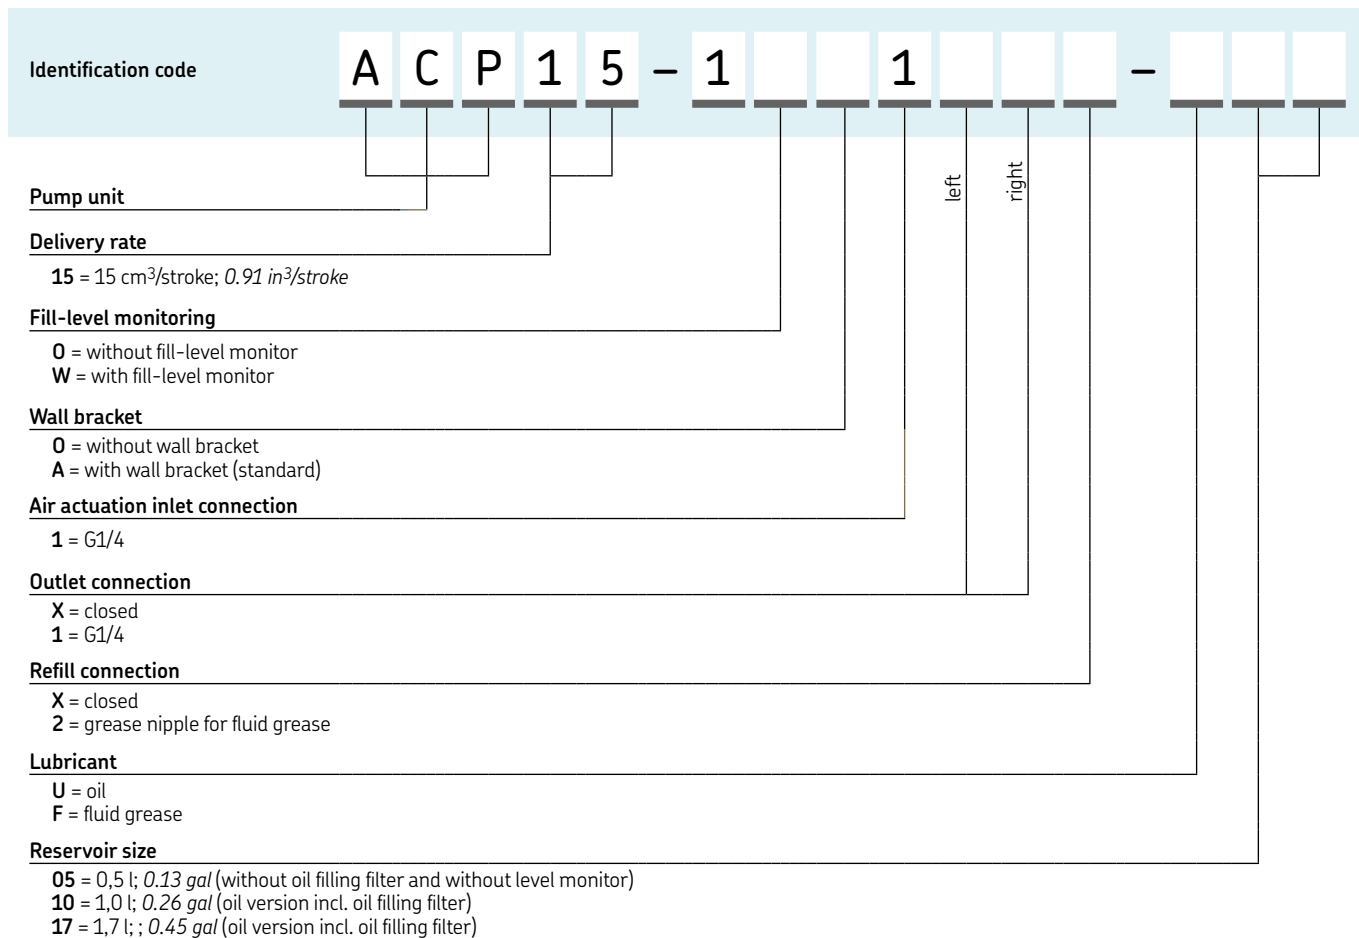 Identification code A C P 1 5 – 1 1 –
left
right
Pump unit
Delivery rate
15 = 15 cm³/stroke; 0.91 in³/stroke
Fill-level monitoring
0 = without fill-level monitor
W = with fill-level monitor
Wall bracket
0 = without wall bracket
A = with wall bracket (standard)
Air actuation inlet connection
1 = G1/4
Outlet connection
X = closed
1 = G1/4
Refill connection
X = closed
2 = grease nipple for fluid grease
Lubricant
U = oil
F = fluid grease
Reservoir size
05 = 0,5 l; 0.13 gal (without oil filling filter and without level monitor)
10 = 1,0 l; 0.26 gal (oil version incl. oil filling filter)
17 = 1,7 l; ; 0.45 gal (oil version incl. oil filling filter)